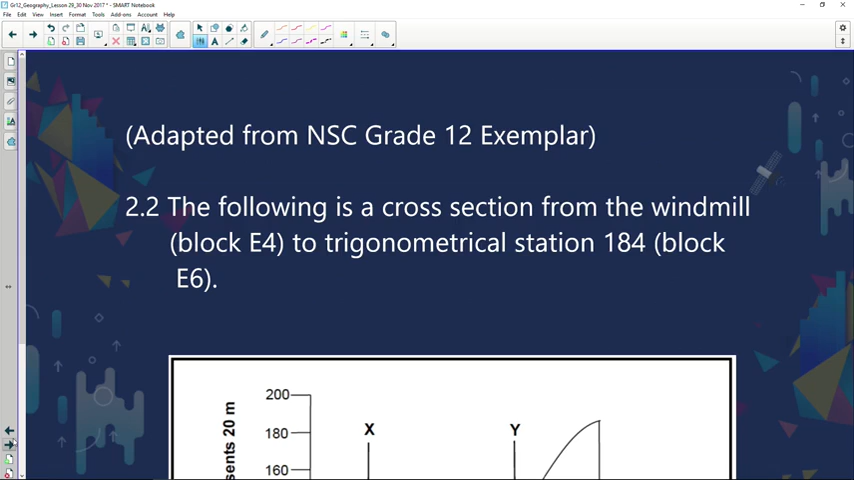 Gr12_Geography_Lesson 29_30 Nov 2017 * - SMART Notebook
File Edit View Insert Format Tools Add-ons Account Help
(Adapted from NSC Grade 12 Exemplar)
2.2 The following is a cross section from the windmill
(block E4) to trigonometrical station 184 (block
E6).
200
X
Y
180
160
sents 20 m